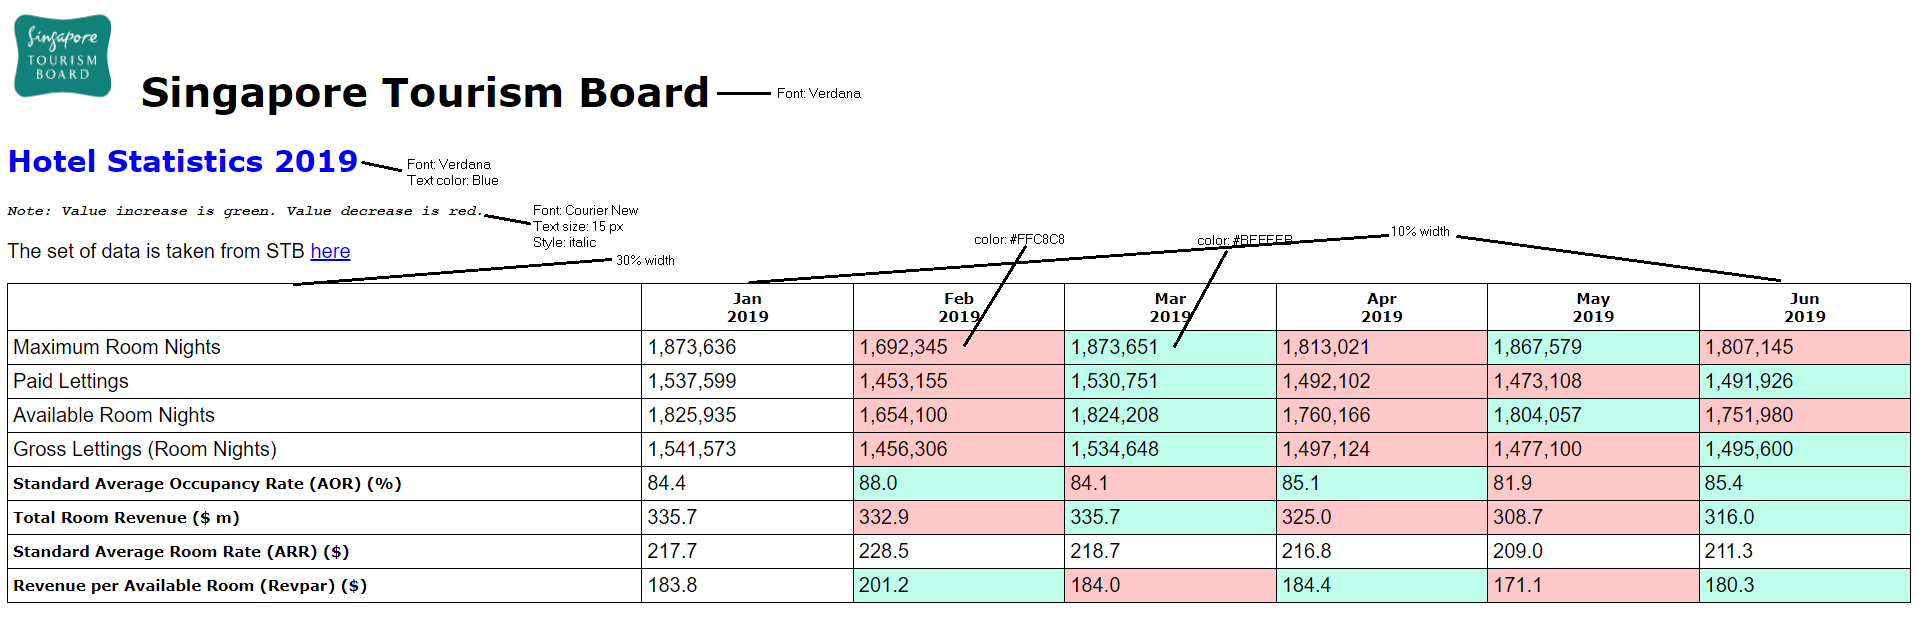 Singapore
TOURISM
BOARD
Singapore Tourism Board
Font: Verdana
Hotel Statistics 2019
Font: Verdana
Text color: Blue
Note: Value increase is green. Value decrease is red.
Font: Courier New
Text size: 15 px
Style: italic
The set of data is taken from STB here
30% width
color: #FFC8C8
color:
10% width
Jan 2019 Feb 2019 Mar 2019 Apr 2019 May 2019 Jun 2019
Maximum Room Nights 1,873,636 1,692,345 1,873,651 1,813,021 1,867,579 1,807,145
Paid Lettings 1,537,599 1,453,155 1,530,751 1,492,102 1,473,108 1,491,926
Available Room Nights 1,825,935 1,654,100 1,824,208 1,760,166 1,804,057 1,751,980
Gross Lettings (Room Nights) 1,541,573 1,456,306 1,534,648 1,497,124 1,477,100 1,495,600
Standard Average Occupancy Rate (AOR) (%) 84.4 88.0 84.1 85.1 81.9 85.4
Total Room Revenue ($ m) 335.7 332.9 335.7 325.0 308.7 316.0
Standard Average Room Rate (ARR) ($) 217.7 228.5 218.7 216.8 209.0 211.3
Revenue per Available Room (Revpar) ($) 183.8 201.2 184.0 184.4 171.1 180.3